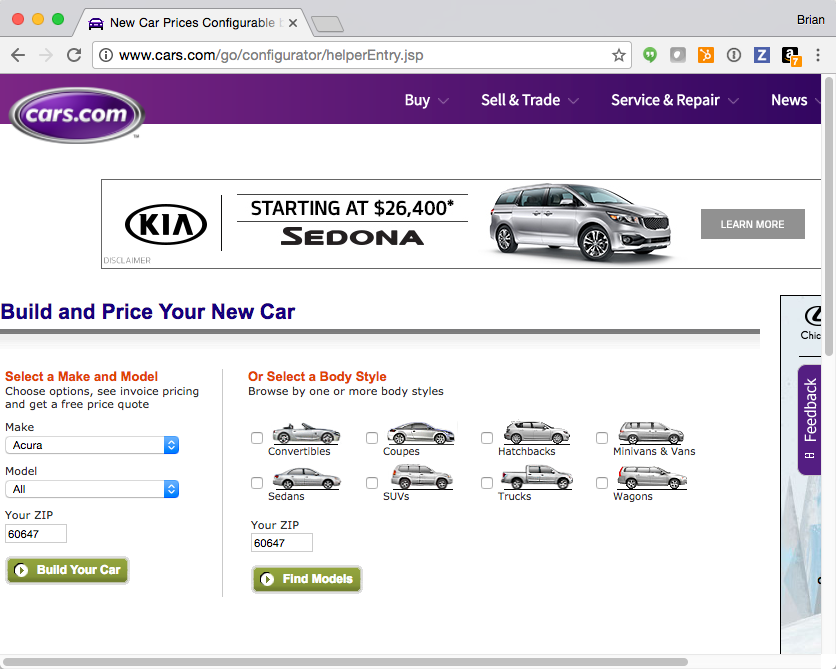 New Car Prices Configurable
Brian
www.cars.com/go/configurator/helperEntry.jsp
Z
a
7
cars.com
™
Buy
Sell & Trade
Service & Repair
News
KIA
STARTING AT $26,400*
SEDONA
LEARN MORE
DISCLAIMER
Build and Price Your New Car
Select a Make and Model
Choose options, see invoice pricing
and get a free price quote
Make
Acura
Model
All
Your ZIP
60647
Build Your Car
Or Select a Body Style
Browse by one or more body styles
Convertibles
Coupes
Hatchbacks
Minivans & Vans
Sedans
SUVs
Trucks
Wagons
Your ZIP
60647
Find Models
Chic
Feedback